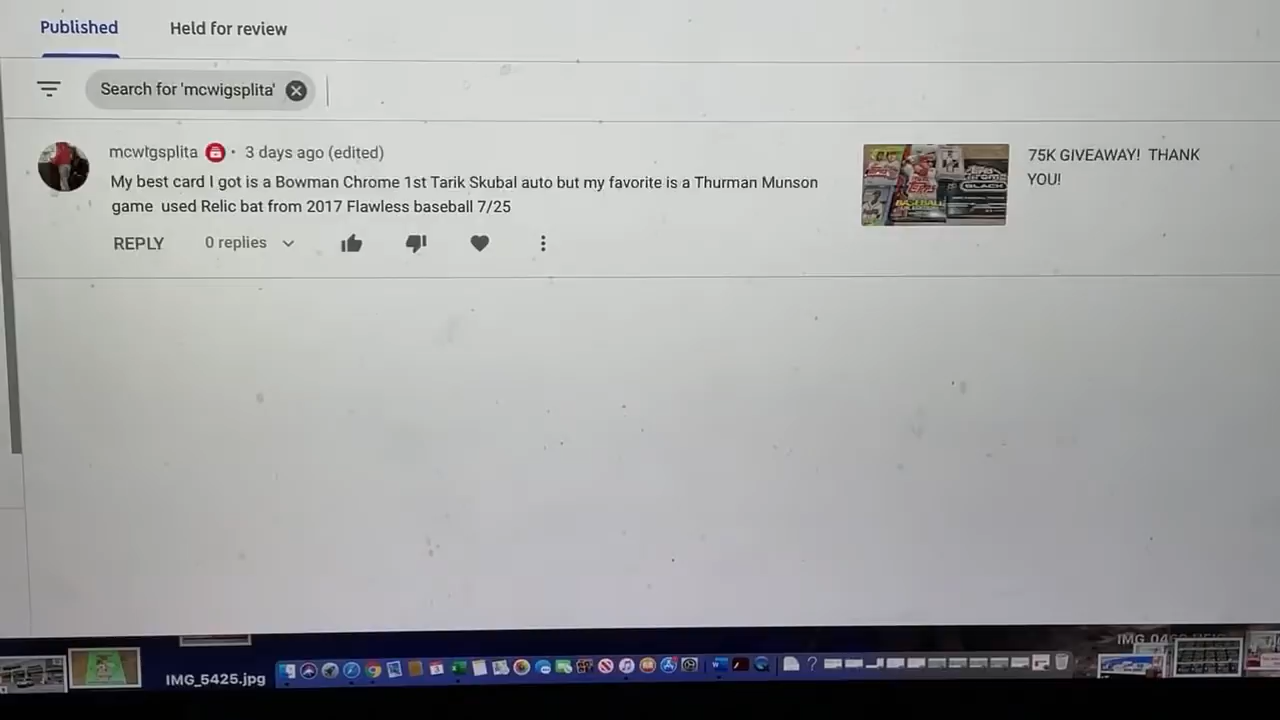 Published
Held for review
Search for 'mcwigsplita'
mcwigsplita · 3 days ago (edited)
My best card I got is a Bowman Chrome 1st Tarik Skubal auto but my favorite is a Thurman Munson
game used Relic bat from 2017 Flawless baseball 7/25
REPLY
0 replies
75K GIVEAWAY! THANK
YOU!
BASEBALL
BLACK
IMG_5425.jpg